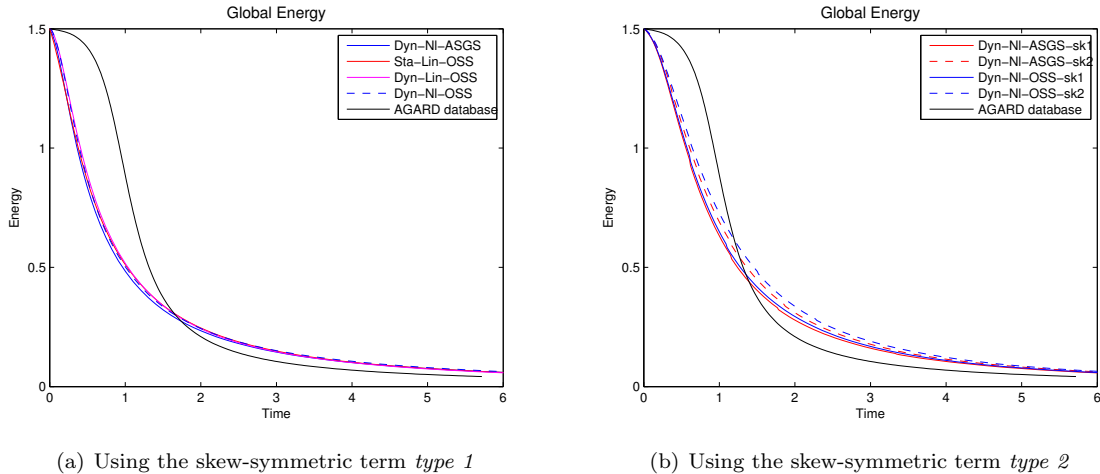 Global Energy
1.5
1
0.5
0
Energy
0
1
2
3
4
5
6
Time
Dyn−Nl−ASGS
Sta−Lin−OSS
Dyn−Lin−OSS
Dyn−Nl−OSS
AGARD database
(a) Using the skew-symmetric term type 1
Global Energy
1.5
1
0.5
0
Energy
0
1
2
3
4
5
6
Time
Dyn−Nl−ASGS−sk1
Dyn−Nl−ASGS−sk2
Dyn−Nl−OSS−sk1
Dyn−Nl−OSS−sk2
AGARD database
(b) Using the skew-symmetric term type 2